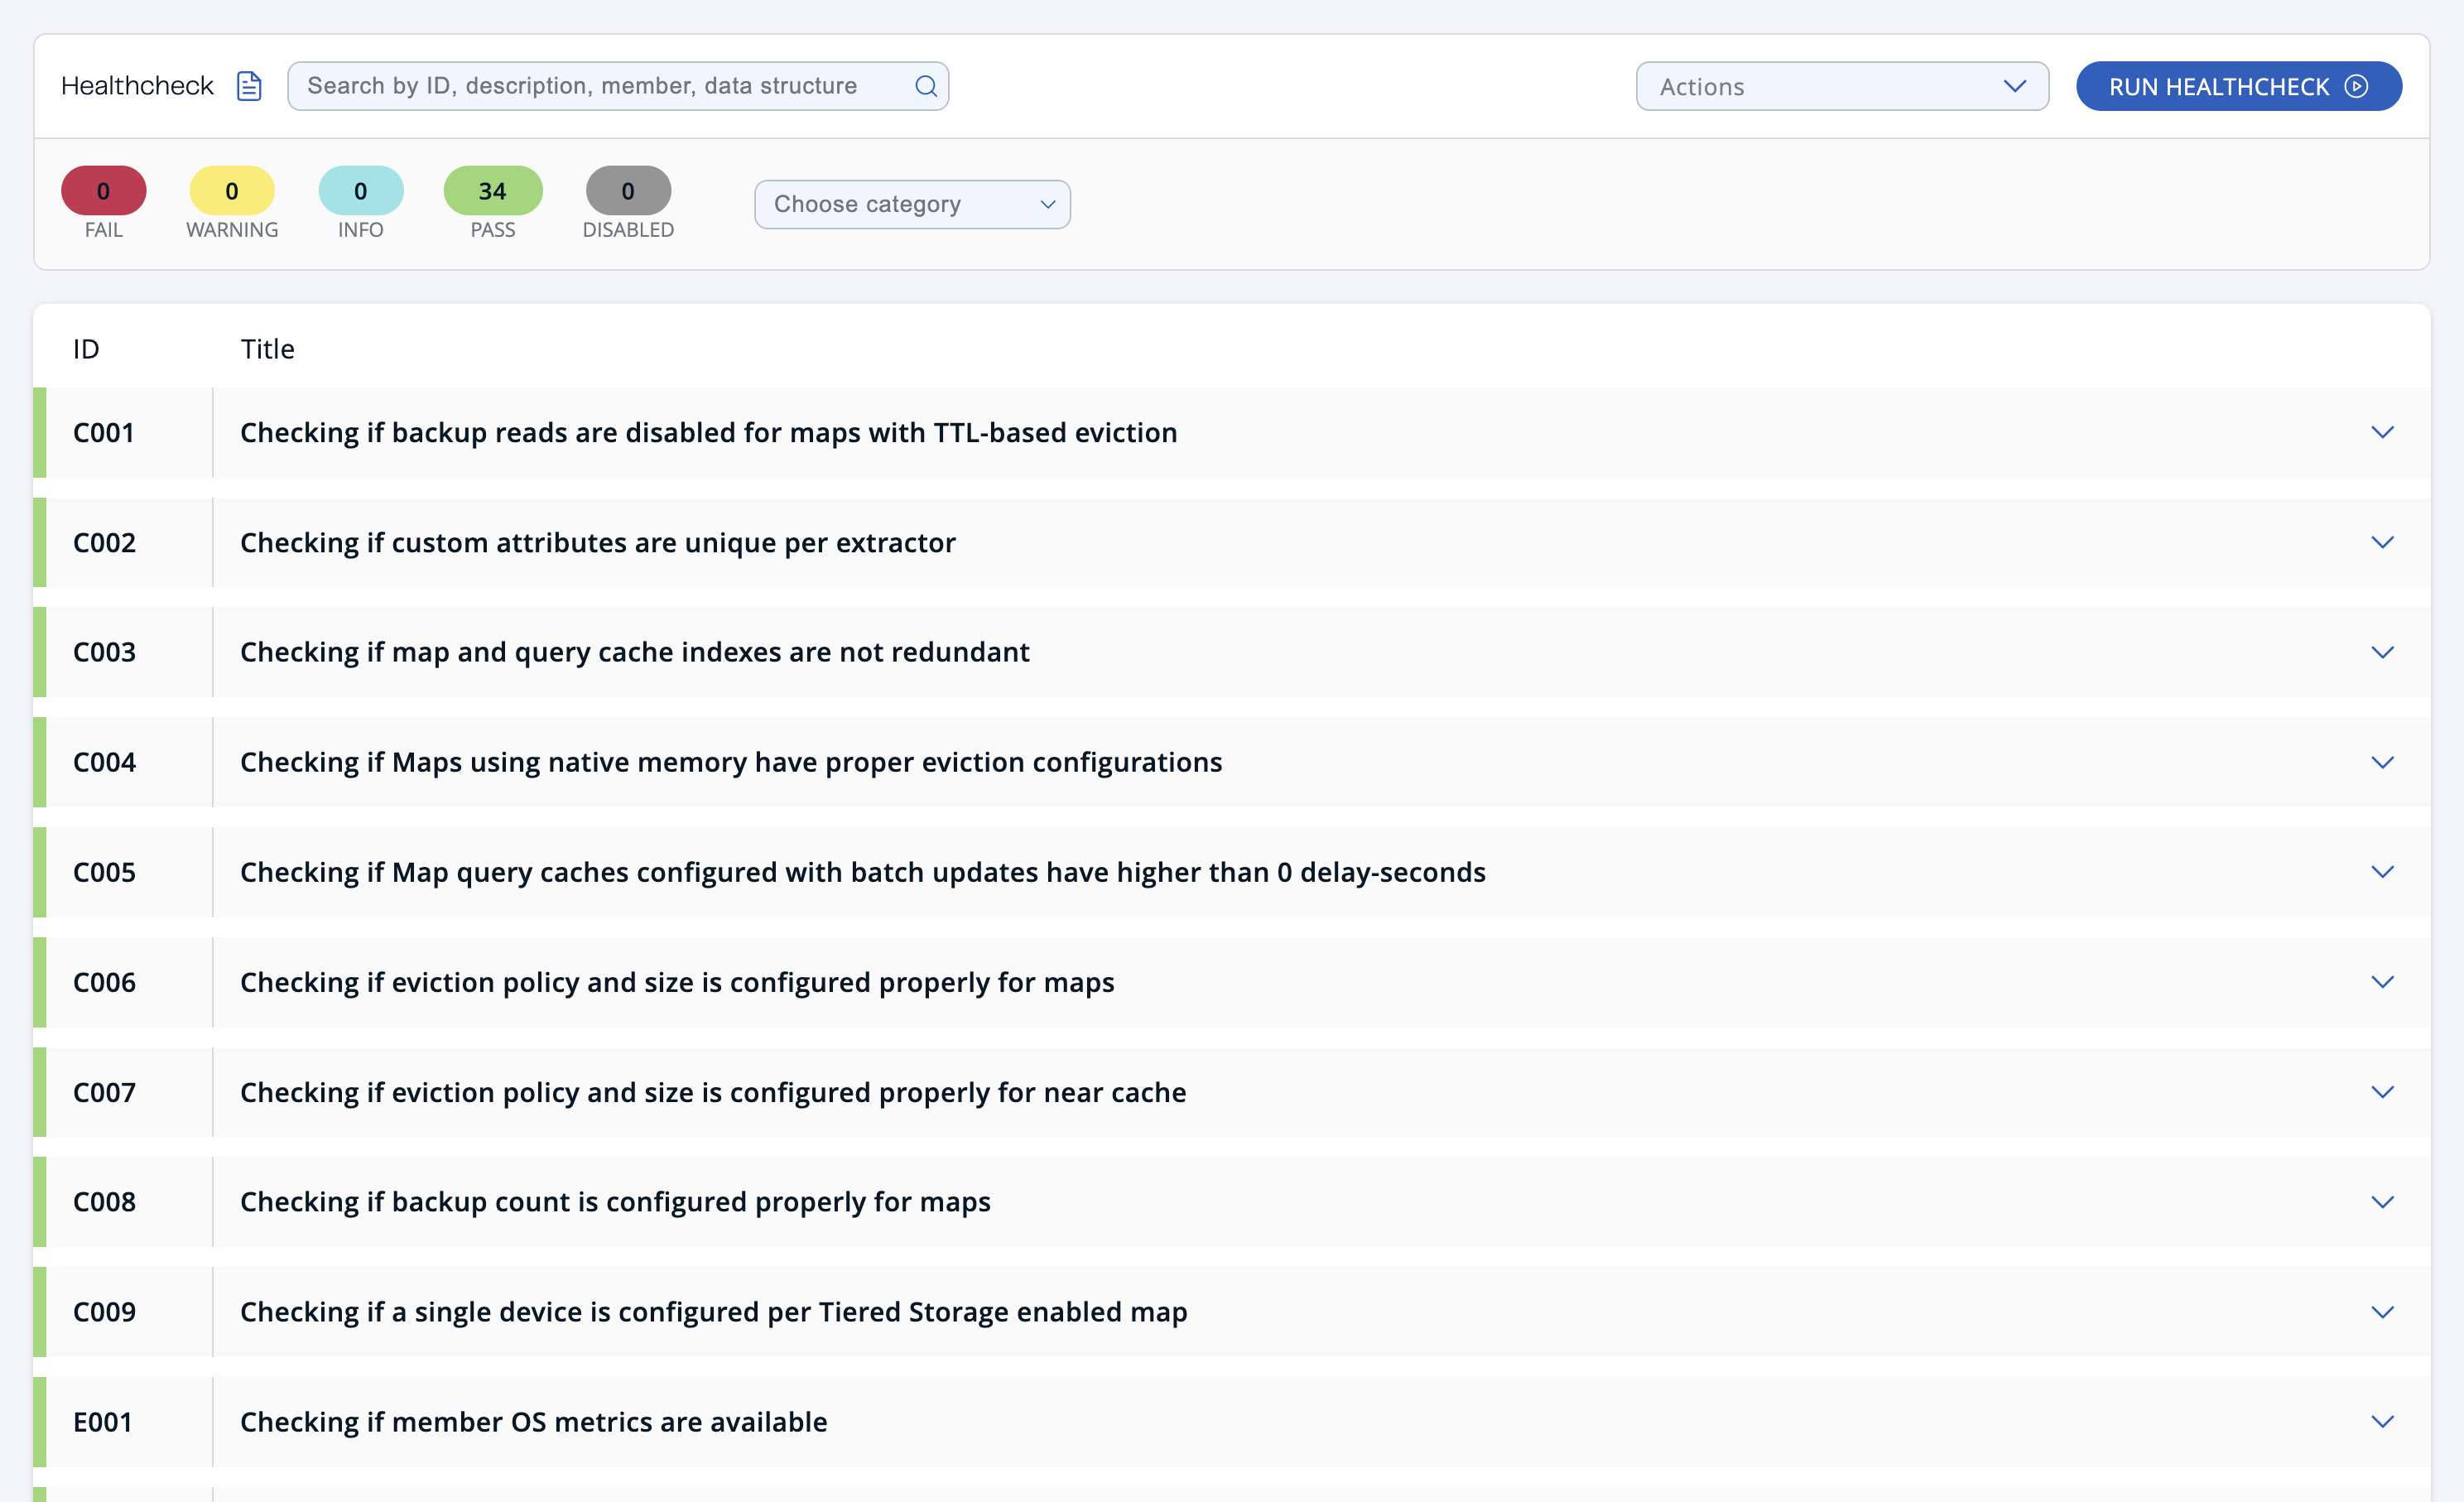 Healthcheck
Search by ID, description, member, data structure
Actions
RUN HEALTHCHECK
0
FAIL
0
WARNING
0
INFO
34
PASS
0
DISABLED
Choose category
ID Title
C001 Checking if backup reads are disabled for maps with TTL-based eviction
C002 Checking if custom attributes are unique per extractor
C003 Checking if map and query cache indexes are not redundant
C004 Checking if Maps using native memory have proper eviction configurations
C005 Checking if Map query caches configured with batch updates have higher than 0 delay-seconds
C006 Checking if eviction policy and size is configured properly for maps
C007 Checking if eviction policy and size is configured properly for near cache
C008 Checking if backup count is configured properly for maps
C009 Checking if a single device is configured per Tiered Storage enabled map
E001 Checking if member OS metrics are available